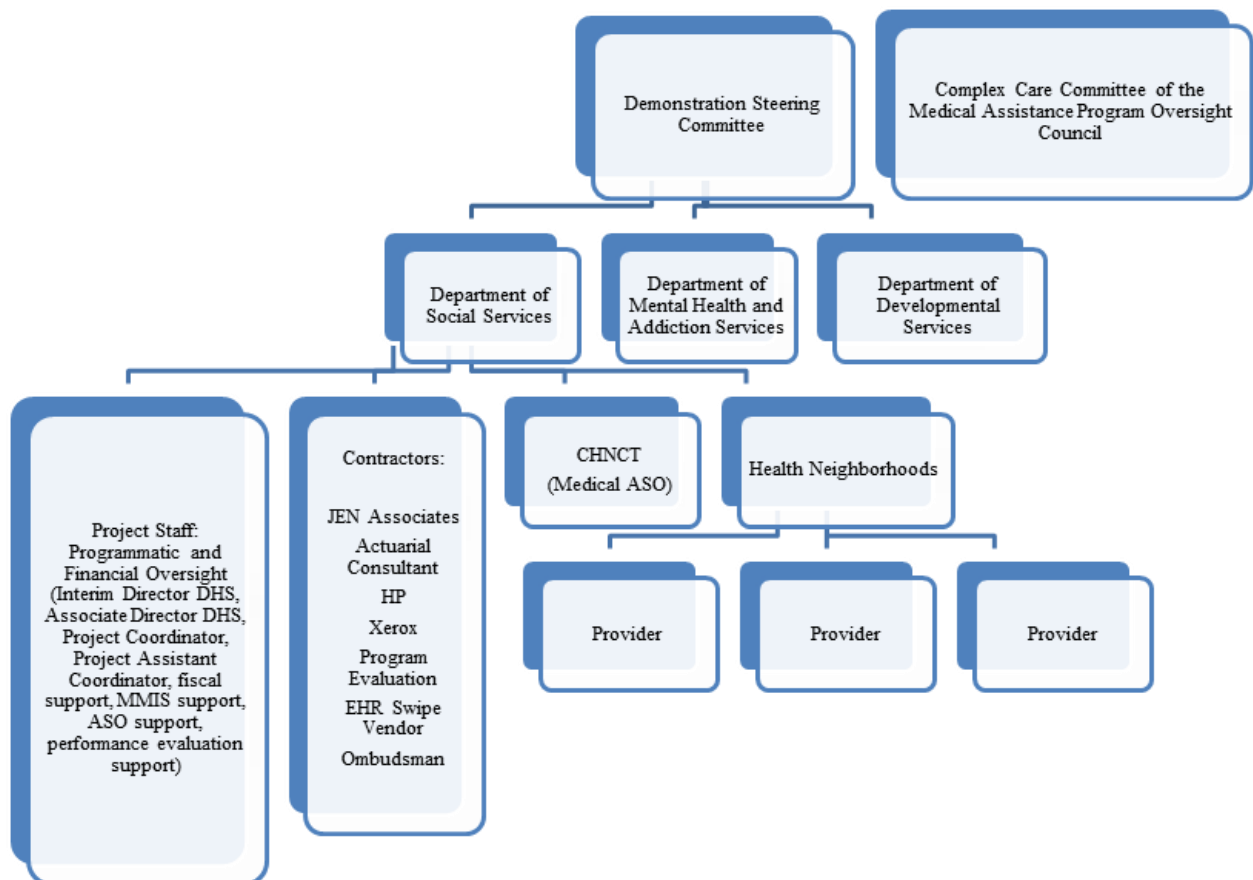 Demonstration Steering
Committee
Complex Care Committee of the
Medical Assistance Program Oversight
Council
Department of
Social Services
Department of
Mental Health and
Addiction Services
Department of
Developmental
Services
Project Staff:
Programmatic and
Financial Oversight
(Interim Director DHS,
Associate Director DHS,
Project Coordinator,
Project Assistant
Coordinator, fiscal
support, MMIS support,
ASO support,
performance evaluation
support)
Contractors:
JEN Associates
Actuarial
Consultant
HP
Xerox
Program
Evaluation
EHR Swipe
Vendor
Ombudsman
CHNCT
(Medical ASO)
Health Neighborhoods
Provider
Provider
Provider